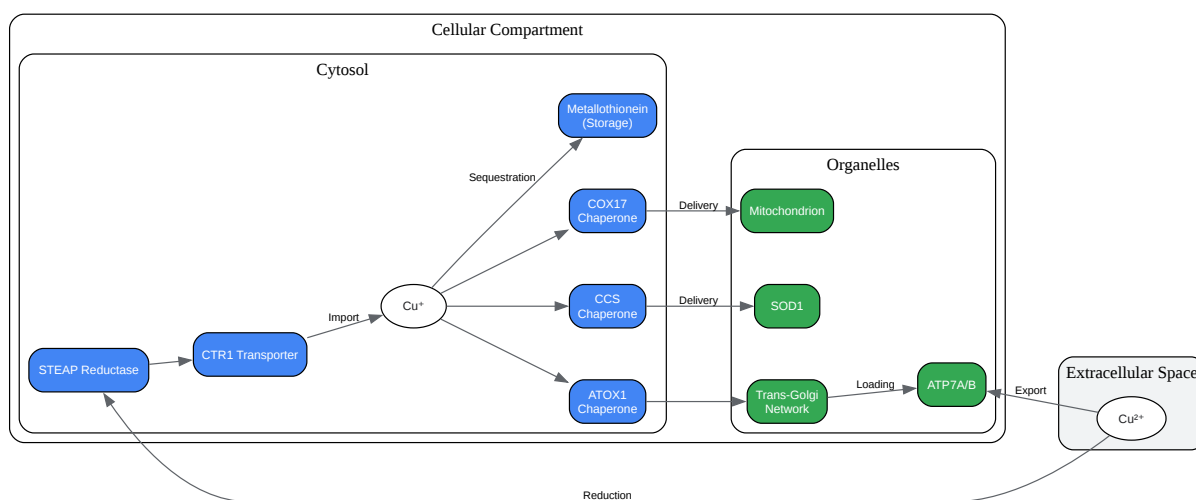 Cellular Compartment
Cytosol
Metallothionein
(Storage)
Sequestration
Organelles
COX17
Chaperone
Delivery
Mitochondrion
Cu⁺
CCS
Chaperone
Delivery
SOD1
Import
CTR1 Transporter
STEAP Reductase
ATOX1
Chaperone
Trans-Golgi
Network
Loading
ATP7A/B
Export
Extracellular Space
Cu²⁺
Reduction